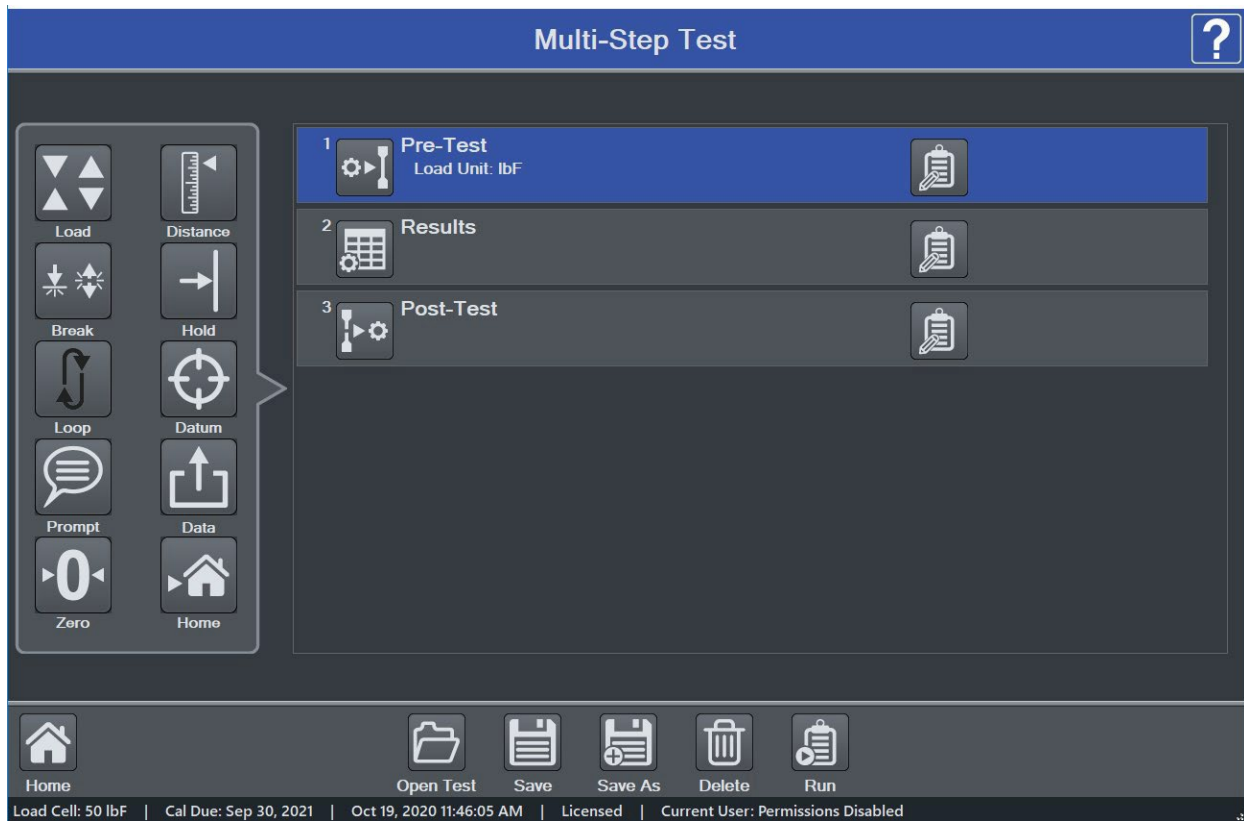 Multi-Step Test
?
Load
Distance
Break
Hold
Loop
Datum
Prompt
Data
0
Zero
Home
1
Pre-Test
Load Unit: lbF
2
Results
3
Post-Test
Home
Open Test
Save
Save As
Delete
Run
Load Cell: 50 lbF | Cal Due: Sep 30, 2021 | Oct 19, 2020 11:46:05 AM | Licensed | Current User: Permissions Disabled